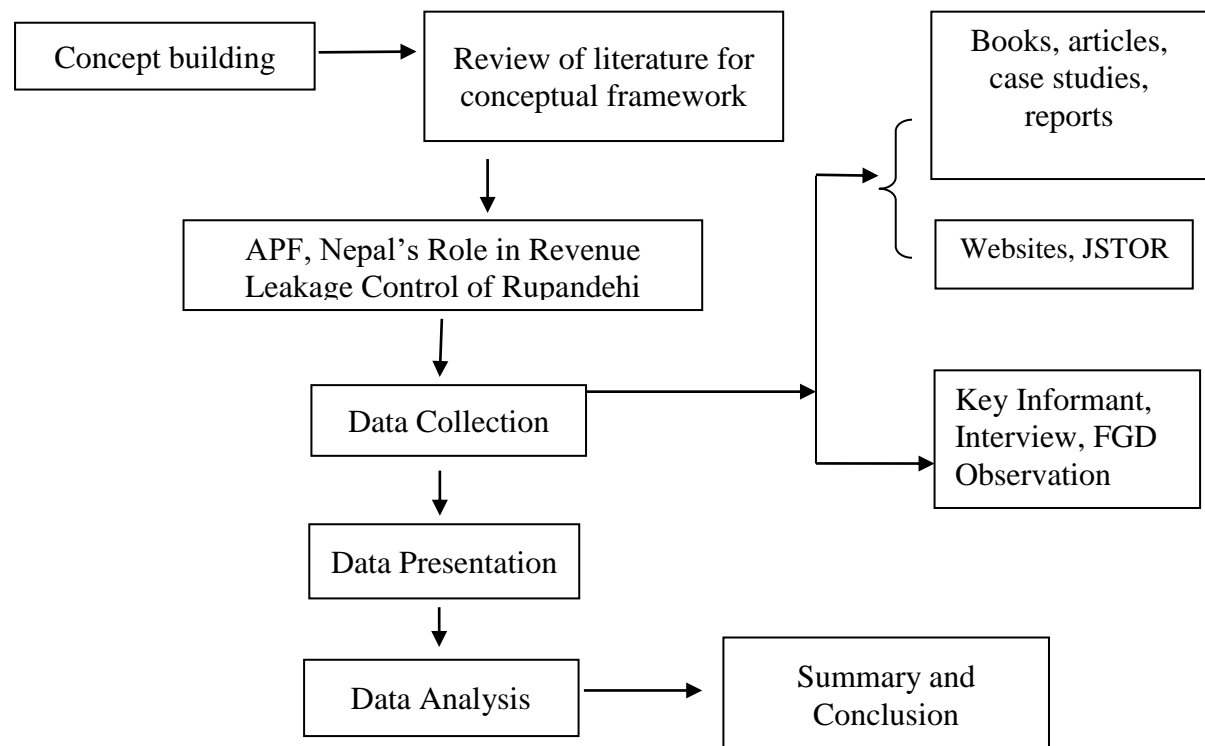 Concept building
Review of literature for
conceptual framework
Books, articles,
case studies,
reports
Websites, JSTOR
APF, Nepal’s Role in Revenue
Leakage Control of Rupandehi
Data Collection
Key Informant,
Interview, FGD
Observation
Data Presentation
Data Analysis
Summary and
Conclusion